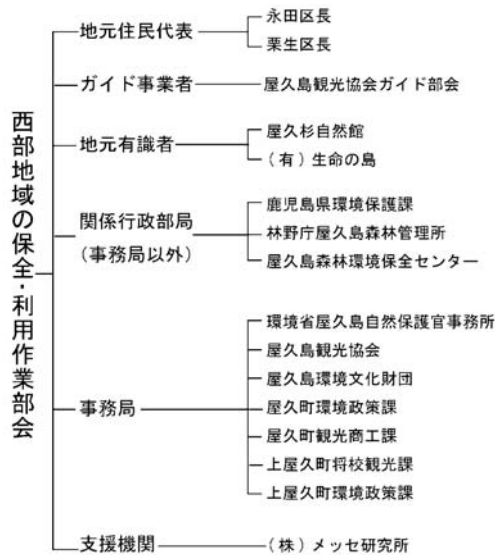 西部地域の保全・利用作業部会
地元住民代表
永田区長
栗生区長
ガイド事業者
屋久島観光協会ガイド部会
地元有識者
屋久杉自然館
(有)生命の島
関係行政部局
(事務局以外)
鹿児島県環境保護課
林野庁屋久島森林管理所
屋久島森林環境保全センター
事務局
環境省屋久島自然保護官事務所
屋久島観光協会
屋久島環境文化財団
屋久町環境政策課
屋久町観光商工課
上屋久町将校観光課
上屋久町環境政策課
支援機関
(株)メッセ研究所